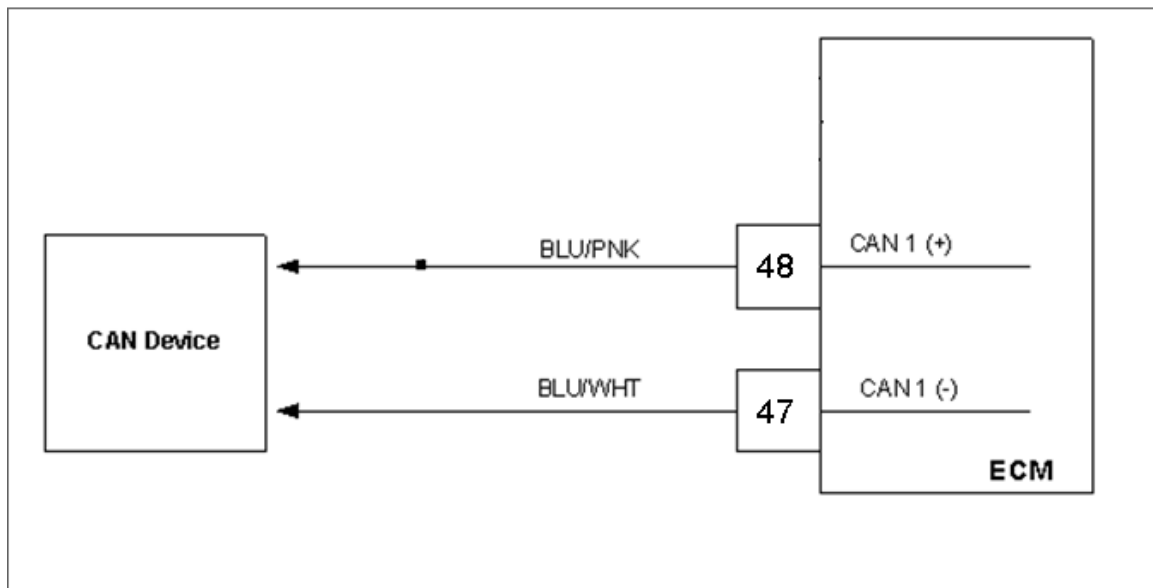 BLU/PNK
48
CAN 1 (+)
CAN Device
BLU/WHT
47
CAN 1 (-)
ECM